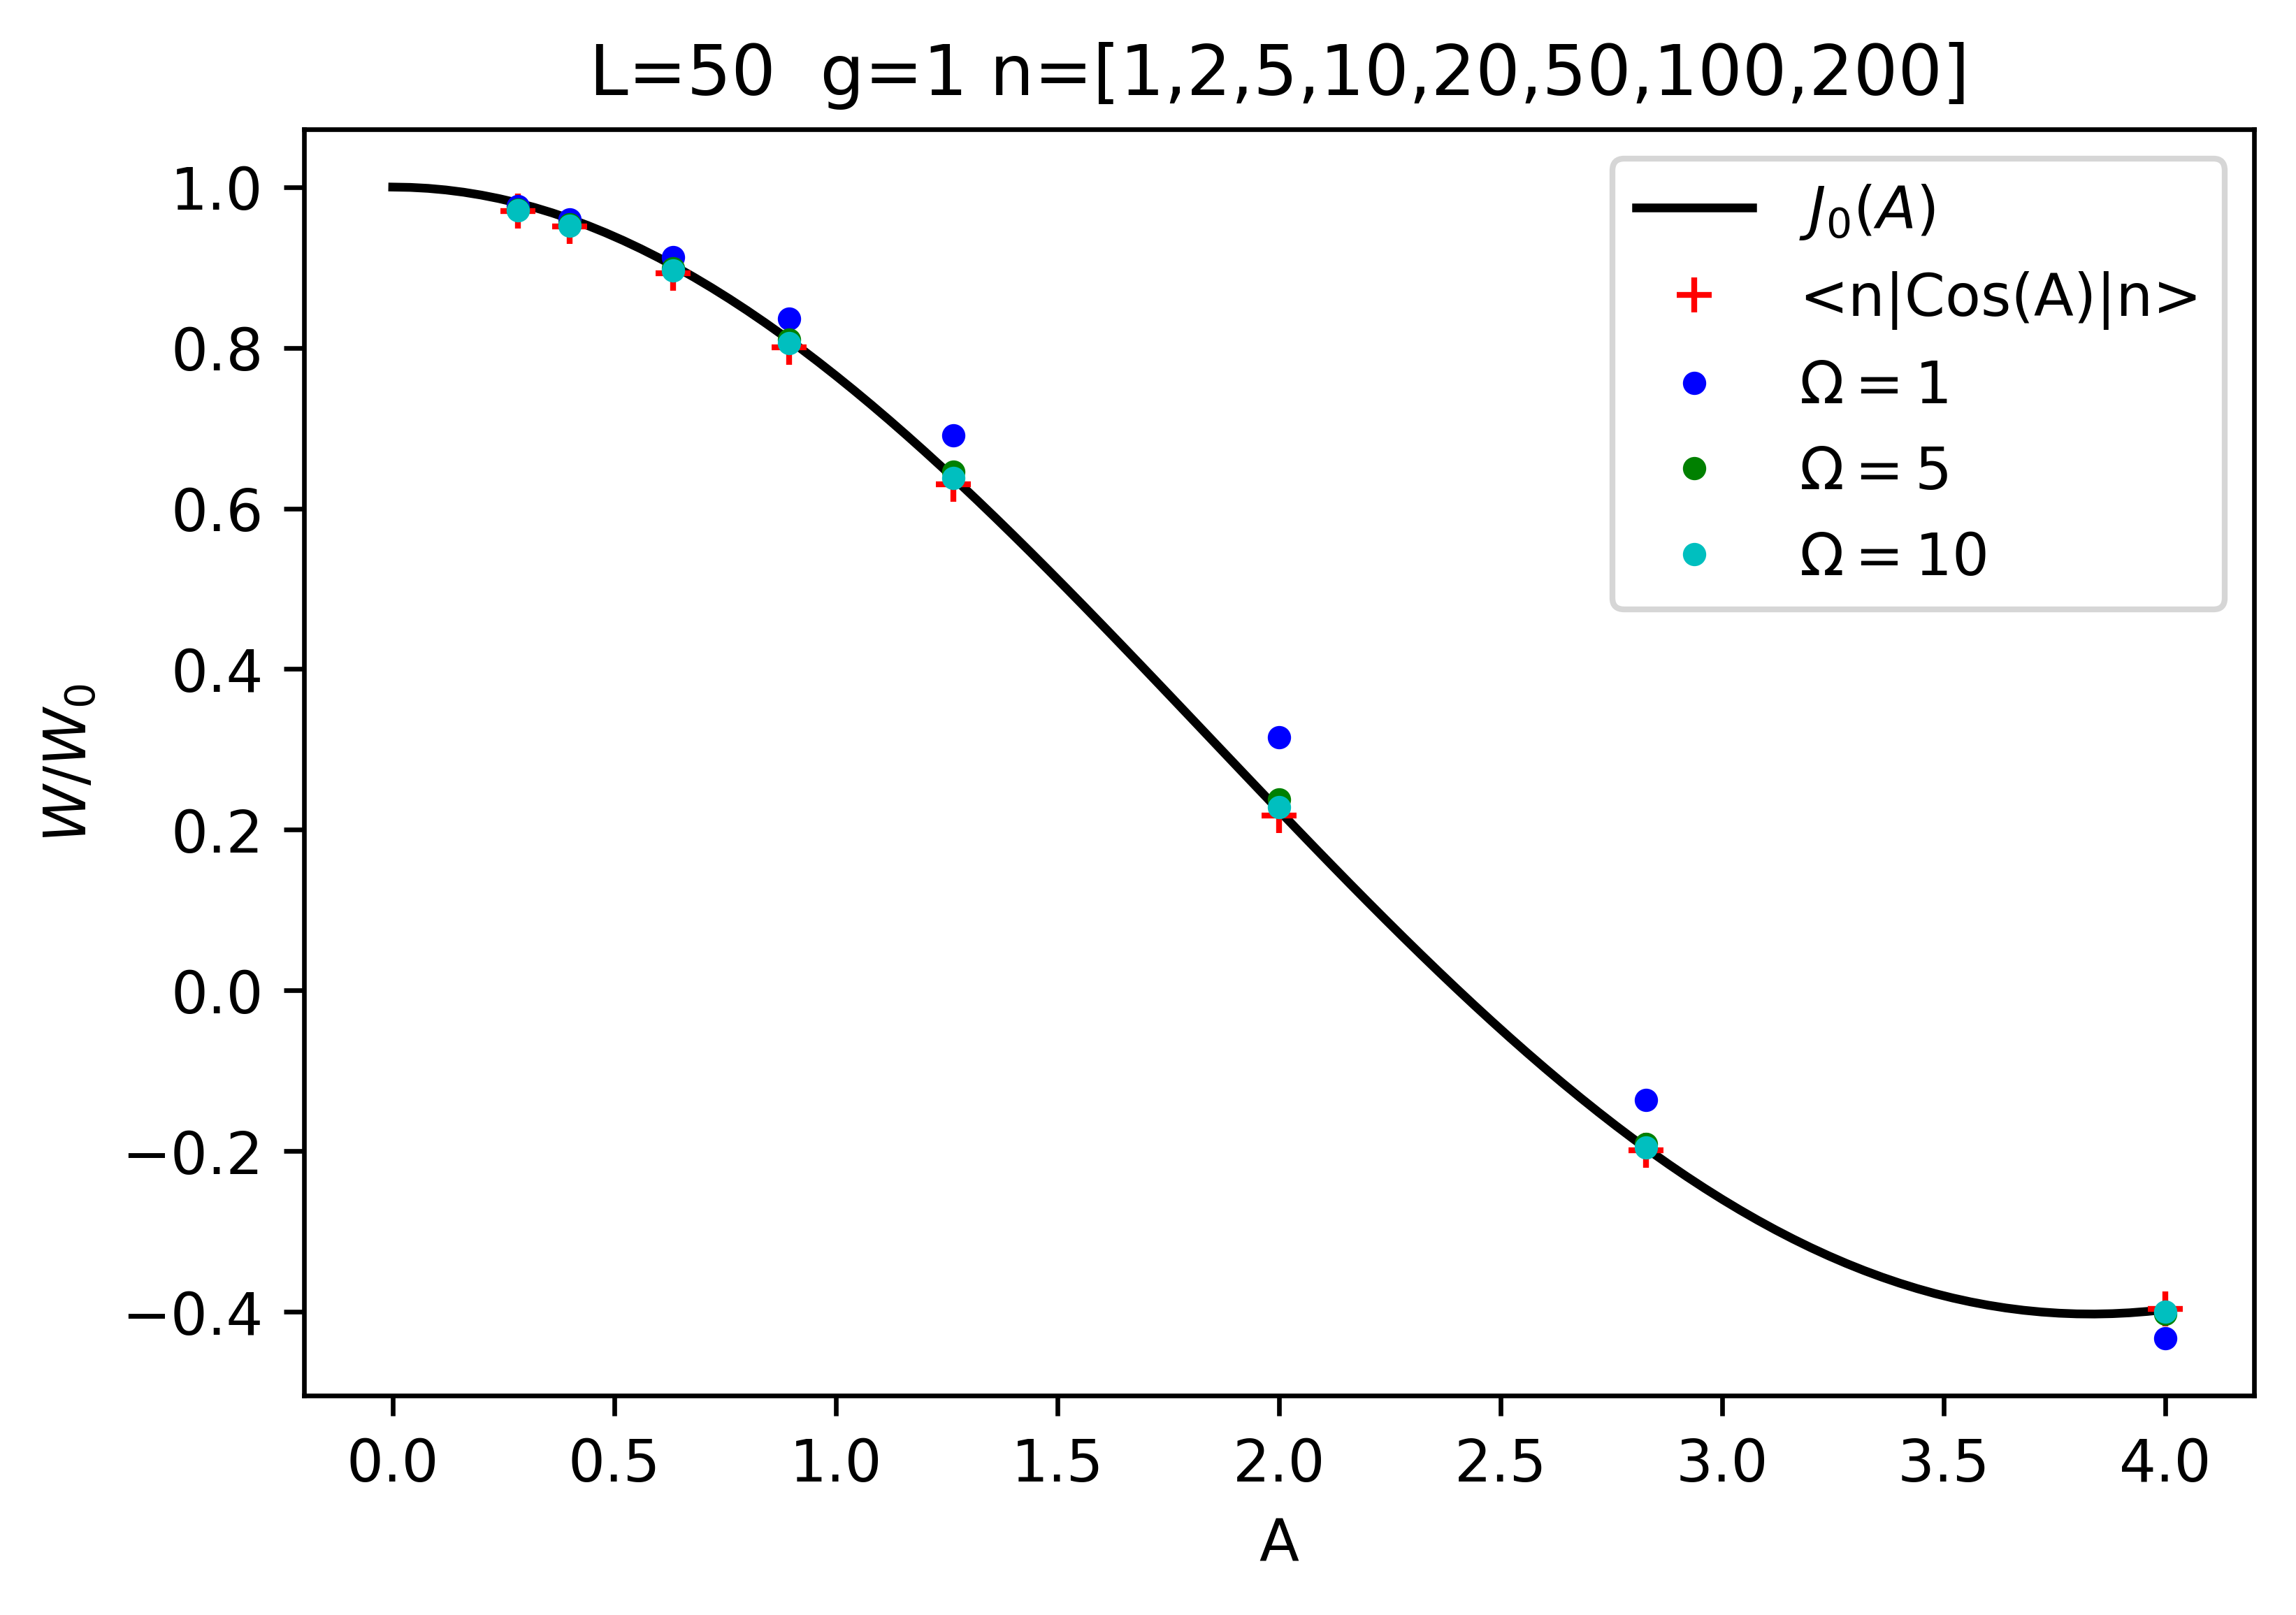 L=50 g=1 n=[1,2,5,10,20,50,100,200]
J₀(A)
<n|Cos(A)|n>
Ω = 1
Ω = 5
Ω = 10
W/W₀
1.0
0.8
0.6
0.4
0.2
0.0
−0.2
−0.4
0.0 0.5 1.0 1.5 2.0 2.5 3.0 3.5 4.0
A